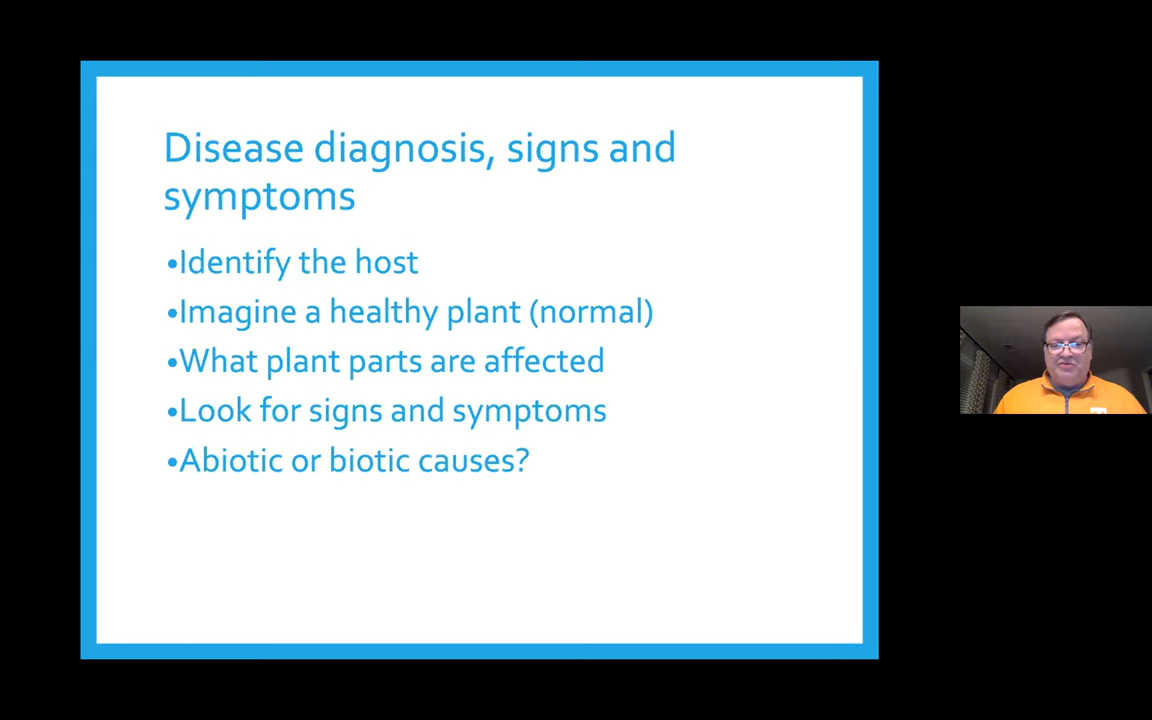 Disease diagnosis, signs and
symptoms
•Identify the host
•Imagine a healthy plant (normal)
•What plant parts are affected
•Look for signs and symptoms
•Abiotic or biotic causes?